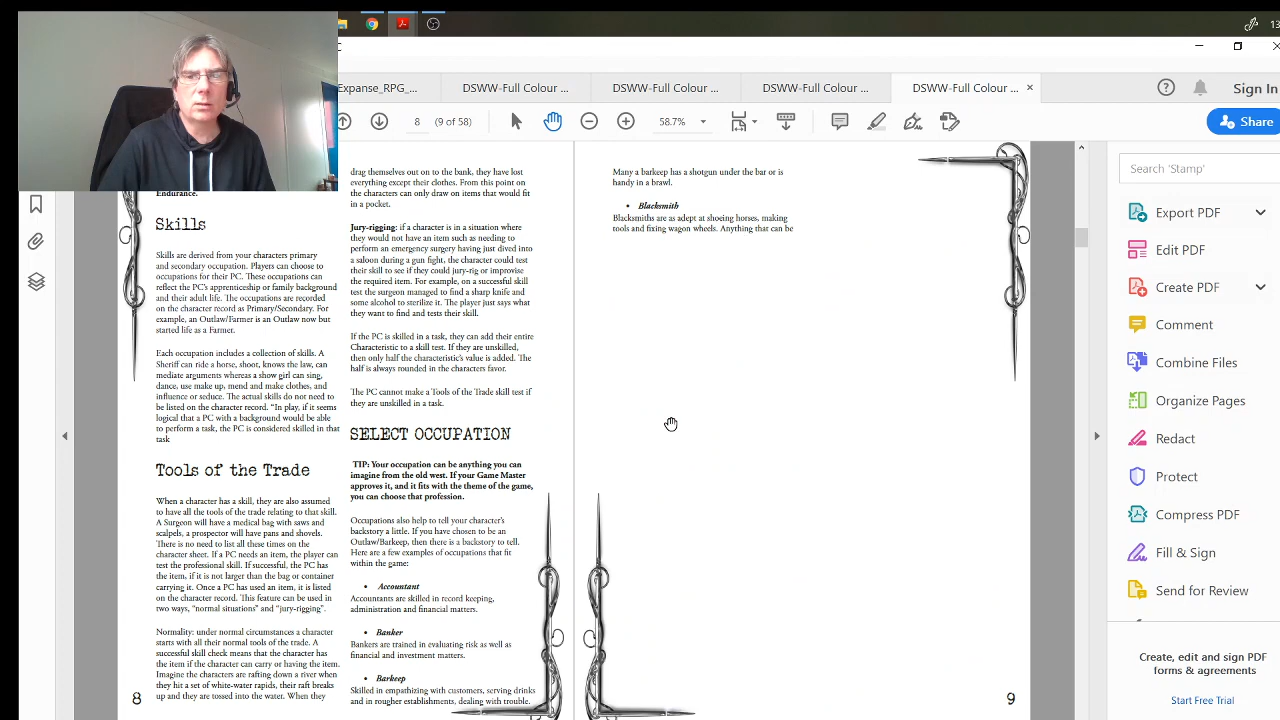 13
Expanse_RPG_...
DSWW-Full Colour ...
DSWW-Full Colour ...
DSWW-Full Colour ...
DSWW-Full Colour ...
Sign In
8
(9 of 58)
58.7%
Share
Endurance.
Skills
Skills are derived from your characters primary
and secondary occupation. Players can choose to
occupations for their PC. These occupations can
reflect the PC's apprenticeship or family background
and their adult life. The occupations are recorded
on the character record as Primary/Secondary. For
example, an Outlaw/Farmer is an Outlaw now but
started life as a Farmer.
Each occupation includes a collection of skills. A
Sheriff can ride a horse, shoot, knows the law, can
mediate arguments whereas a show girl can sing,
dance, use make up, mend and make clothes, and
influence or seduce. The actual skills do not need to
be listed on the character record. "In play, if it seems
logical that a PC with a background would be able
to perform a task, the PC is considered skilled in that
task
Tools of the Trade
When a character has a skill, they are also assumed
to have all the tools of the trade relating to that skill.
A Surgeon will have a medical bag with saws and
scalpels, a prospector will have pans and shovels.
There is no need to list all these times on the
character sheet. If a PC needs an item, the player can
test the professional skill. If successful, the PC has
the item, if it is not larger than the bag or container
carrying it. Once a PC has used an item, it is listed
on the character record. This feature can be used in
two ways, "normal situations" and "jury-rigging".
Normality: under normal circumstances a character
starts with all their normal tools of the trade. A
successful skill check means that the character has
the item if the character can carry or having the item.
Imagine the characters are rafting down a river when
they hit a set of white-water rapids, their raft breaks
up and they are tossed into the water. When they
8
drag themselves out on to the bank, they have lost
everything except their clothes. From this point on
the characters can only draw on items that would fit
in a pocket.
Jury-rigging: if a character is in a situation where
they would not have an item such as needing to
perform an emergency surgery having just dived into
a saloon during a gun fight, the character could test
their skill to see if they could jury-rig or improvise
the required item. For example, on a successful skill
test the surgeon managed to find a sharp knife and
some alcohol to sterilize it. The player just says what
they want to find and tests their skill.
If the PC is skilled in a task, they can add their entire
Characteristic to a skill test. If they are unskilled,
then only half the characteristic's value is added. The
half is always rounded in the characters favor.
The PC cannot make a Tools of the Trade skill test if
they are unskilled in a task.
SELECT OCCUPATION
TIP: Your occupation can be anything you can
imagine from the old west. If your Game Master
approves it, and it fits with the theme of the game,
you can choose that profession.
Occupations also help to tell your character's
backstory a little. If you have chosen to be an
Outlaw/Barkeep, then there is a backstory to tell.
Here are a few examples of occupations that fit
within the game:
• Accountant
Accountants are skilled in record keeping,
administration and financial matters.
• Banker
Bankers are trained in evaluating risk as well as
financial and investment matters.
• Barkeep
Skilled in empathizing with customers, serving drinks
and in rougher establishments, dealing with trouble.
Many a barkeep has a shotgun under the bar or is
handy in a brawl.
• Blacksmith
Blacksmiths are as adept at shoeing horses, making
tools and fixing wagon wheels. Anything that can be
9
Search 'Stamp'
Export PDF
Edit PDF
Create PDF
Comment
Combine Files
Organize Pages
Redact
Protect
Compress PDF
Fill & Sign
Send for Review
Create, edit and sign PDF
forms & agreements
Start Free Trial